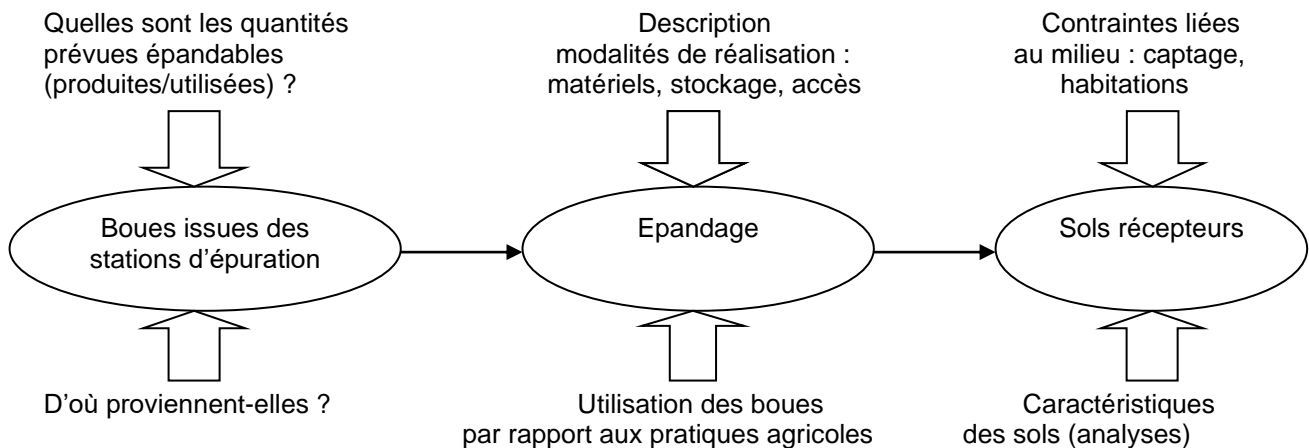 Quelles sont les quantités
prévues épandables
(produites/utilisées) ?
Description
modalités de réalisation :
matériels, stockage, accès
Contraintes liées
au milieu : captage,
habitations
Boues issues des
stations d'épuration
Epandage
Sols récepteurs
D'où proviennent-elles ?
Utilisation des boues
par rapport aux pratiques agricoles
Caractéristiques
des sols (analyses)